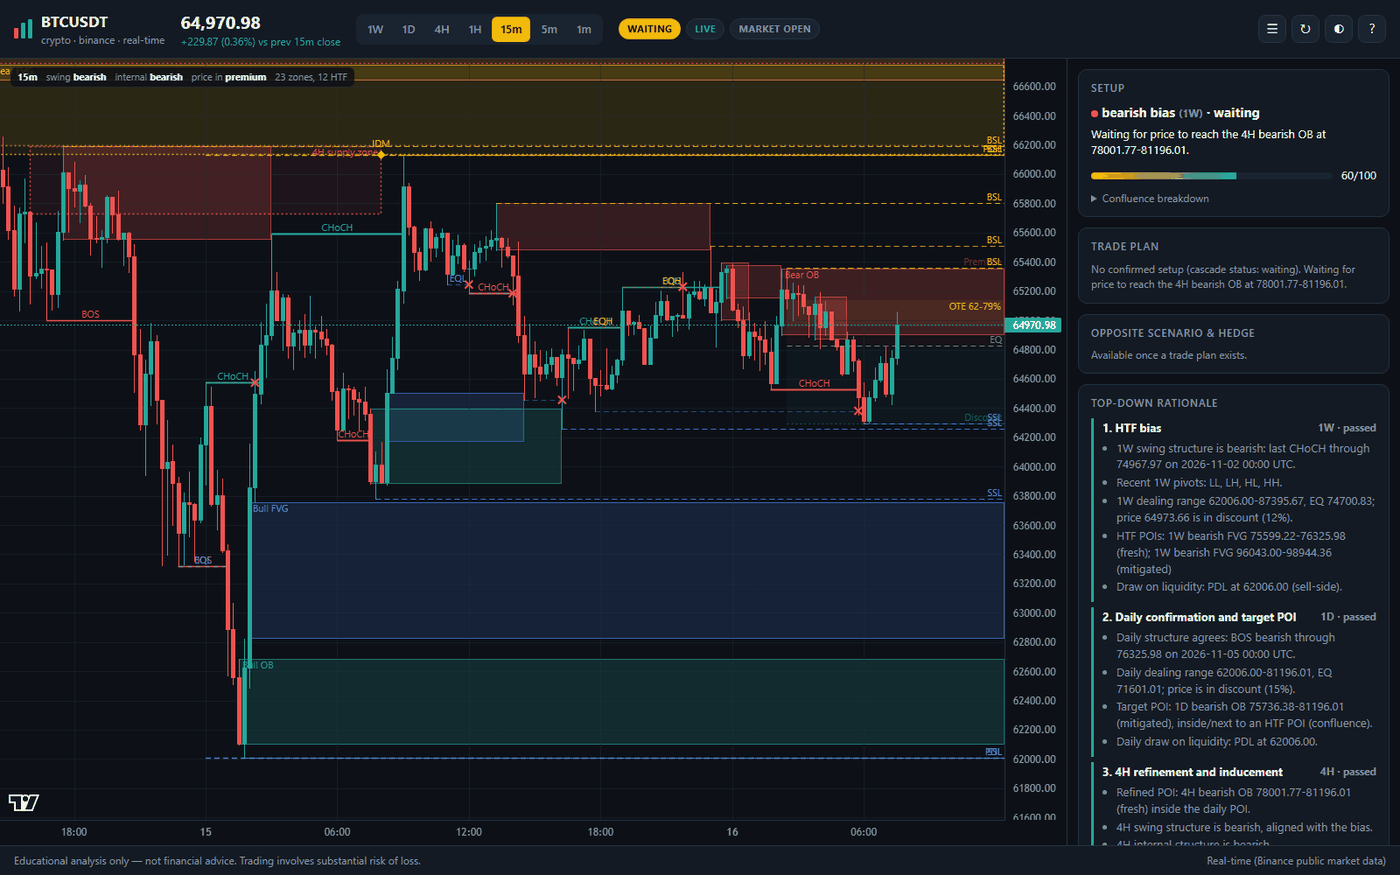 BTCUSDT
crypto · binance · real-time
64,970.98
+229.87 (0.36%) vs prev 15m close
1W 1D 4H 1H 15m 5m 1m
WAITING LIVE MARKET OPEN
?
15m swing bearish internal bearish price in premium 23 zones, 12 HTF
IDM
4H supply zone
BSL
BSL
BSL
BSL
CHoCH
EQL
CHoCH
BOS
CHoCH
CHoCH
EQH
EQH
Bear OB
OTE 62-79%
EQ
CHoCH
SSL
SSL
Bull FVG
BOS
Bull OB
66600.00
66400.00
66200.00
66000.00
65800.00
65600.00
65400.00
65200.00
64970.98
64800.00
64600.00
64400.00
64200.00
64000.00
63800.00
63600.00
63400.00
63200.00
63000.00
62800.00
62600.00
62400.00
62200.00
62000.00
61800.00
61600.00
18:00 15 06:00 12:00 18:00 16 06:00
SETUP
bearish bias (1W) · waiting
Waiting for price to reach the 4H bearish OB at
78001.77-81196.01.
60/100
Confluence breakdown
TRADE PLAN
No confirmed setup (cascade status: waiting). Waiting for
price to reach the 4H bearish OB at 78001.77-81196.01.
OPPOSITE SCENARIO & HEDGE
Available once a trade plan exists.
TOP-DOWN RATIONALE
1. HTF bias 1W · passed
1W swing structure is bearish: last CHoCH through
74967.97 on 2026-11-02 00:00 UTC.
Recent 1W pivots: LL, LH, HL, HH.
1W dealing range 62006.00-87395.67, EQ 74700.83;
price 64973.66 is in discount (12%).
HTF POIs: 1W bearish FVG 75599.22-76325.98
(fresh); 1W bearish FVG 96043.00-98944.36
(mitigated)
Draw on liquidity: PDL at 62006.00 (sell-side).
2. Daily confirmation and target POI 1D · passed
Daily structure agrees: BOS bearish through
76325.98 on 2026-11-05 00:00 UTC.
Daily dealing range 62006.00-81196.01, EQ
71601.01; price is in discount (15%).
Target POI: 1D bearish OB 75736.38-81196.01
(mitigated), inside/next to an HTF POI (confluence).
Daily draw on liquidity: PDL at 62006.00.
3. 4H refinement and inducement 4H · passed
Refined POI: 4H bearish OB 78001.77-81196.01
(fresh) inside the daily POI.
4H swing structure is bearish, aligned with the bias.
4H internal structure is bearish
Educational analysis only — not financial advice. Trading involves substantial risk of loss.
Real-time (Binance public market data)